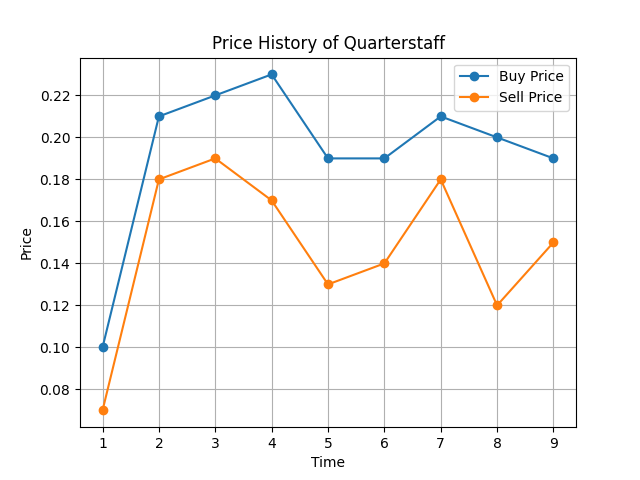 Price History of Quarterstaff
Buy Price
Sell Price
Price
0.22
0.20
0.18
0.16
0.14
0.12
0.10
0.08
1 2 3 4 5 6 7 8 9
Time